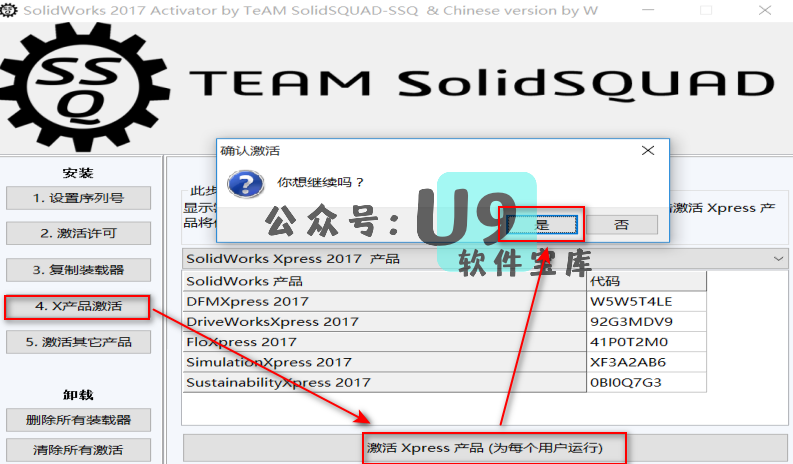 SolidWorks 2017 Activator by TeAM SolidSQUAD-SSQ & Chinese version by W
SSQ
TEAM SolidSQUAD
安装
1. 设置序列号
2. 激活许可
3. 复制装载器
4. X产品激活
5. 激活其它产品
卸载
删除所有装载器
清除所有激活
确认激活
你想继续吗？
是
否
公众号：U9
软件宝库
此步
显示
激活 Xpress 产
品将
SolidWorks Xpress 2017 产品
SolidWorks 产品 代码
DFMXpress 2017 W5W5T4LE
DriveWorksXpress 2017 92G3MDV9
FloXpress 2017 41P0T2M0
SimulationXpress 2017 XF3A2AB6
SustainabilityXpress 2017 0BI0Q7G3
激活 Xpress 产品 (为每个用户运行)